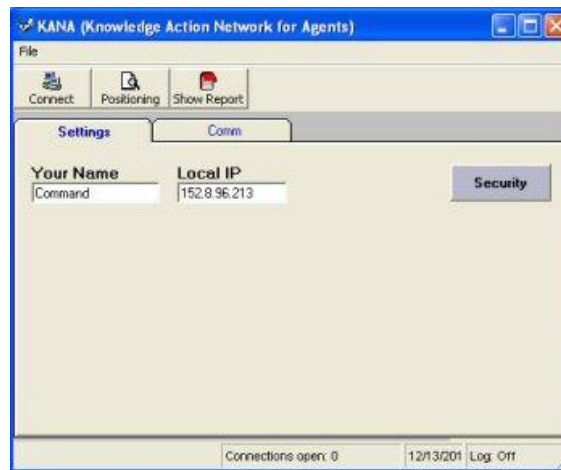 KANA (Knowledge Action Network for Agents)
File
Connect Positioning Show Report
Settings Comm
Your Name Local IP
Command 152.8.96.213 Security
Connections open: 0 12/13/201 Log: Off